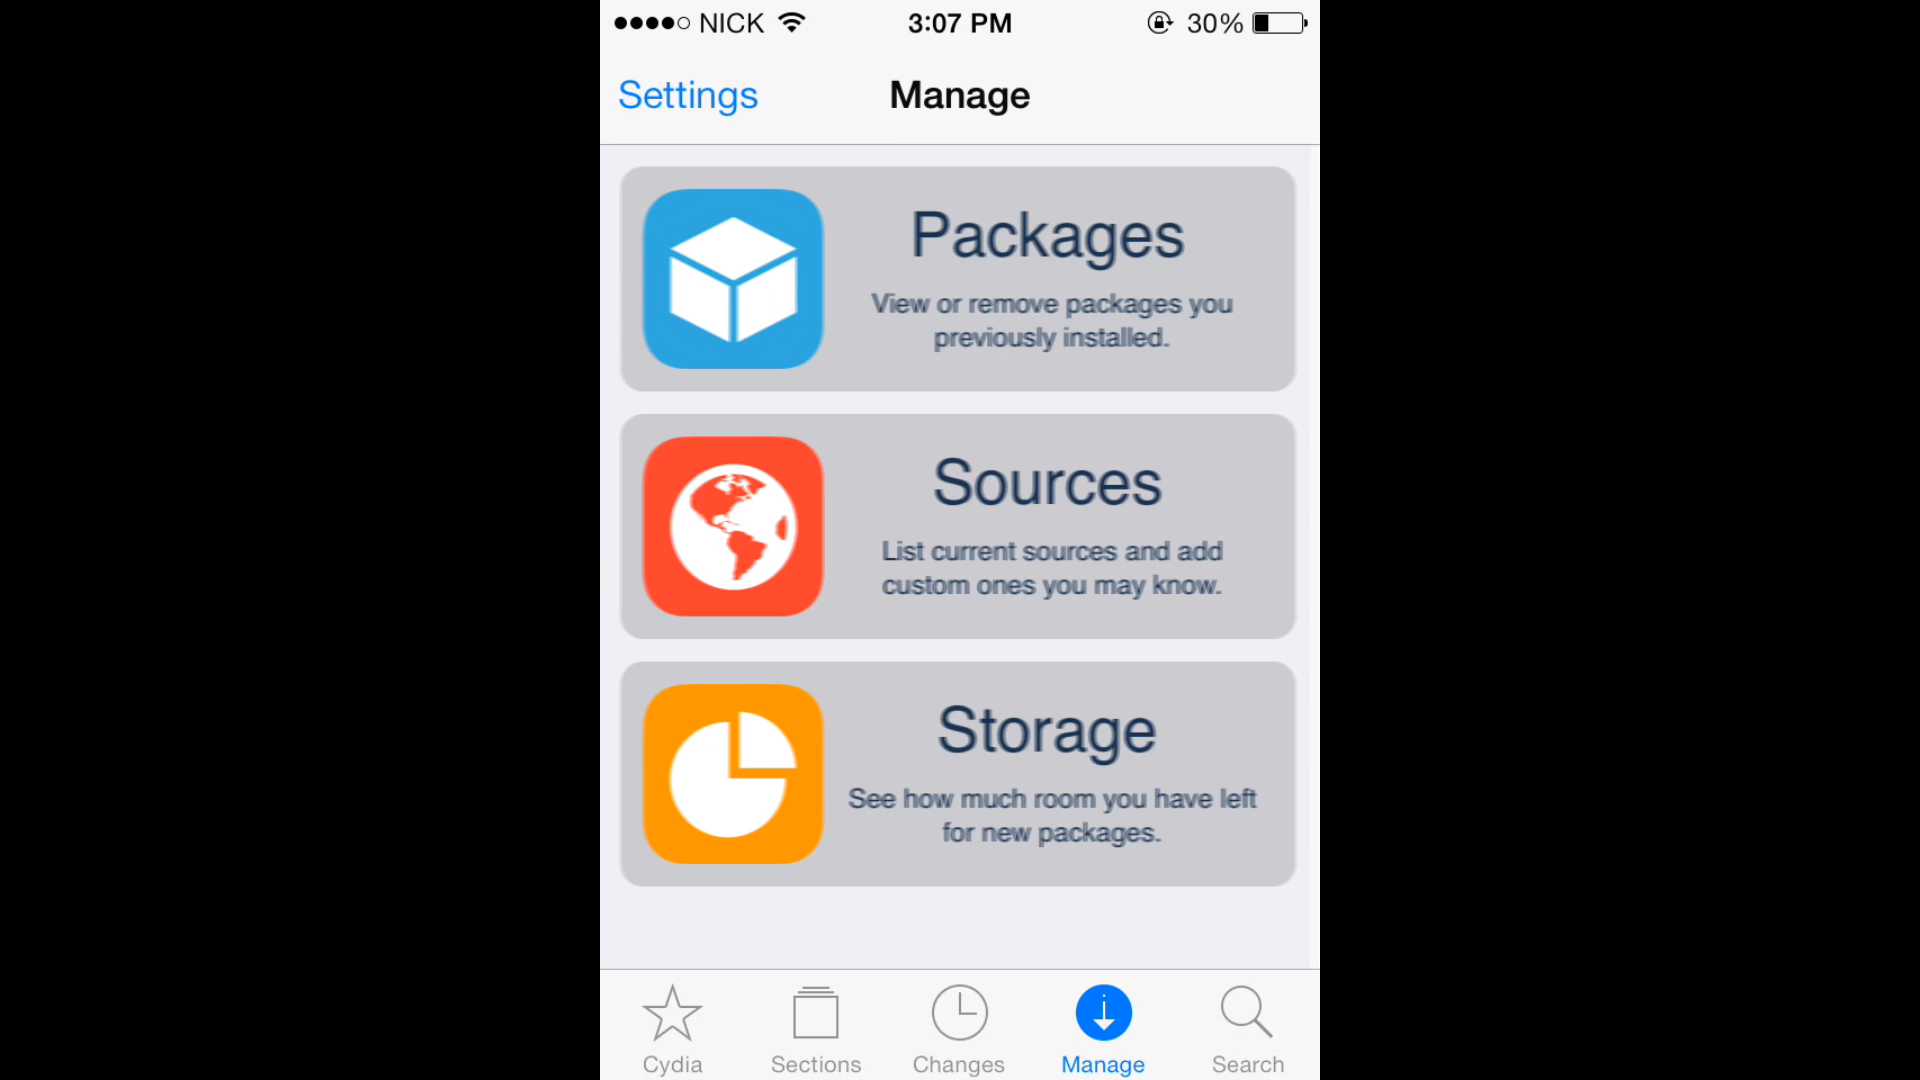 NICK 3:07 PM 30%
Settings Manage
Packages
View or remove packages you
previously installed.
Sources
List current sources and add
custom ones you may know.
Storage
See how much room you have left
for new packages.
Cydia Sections Changes Manage Search